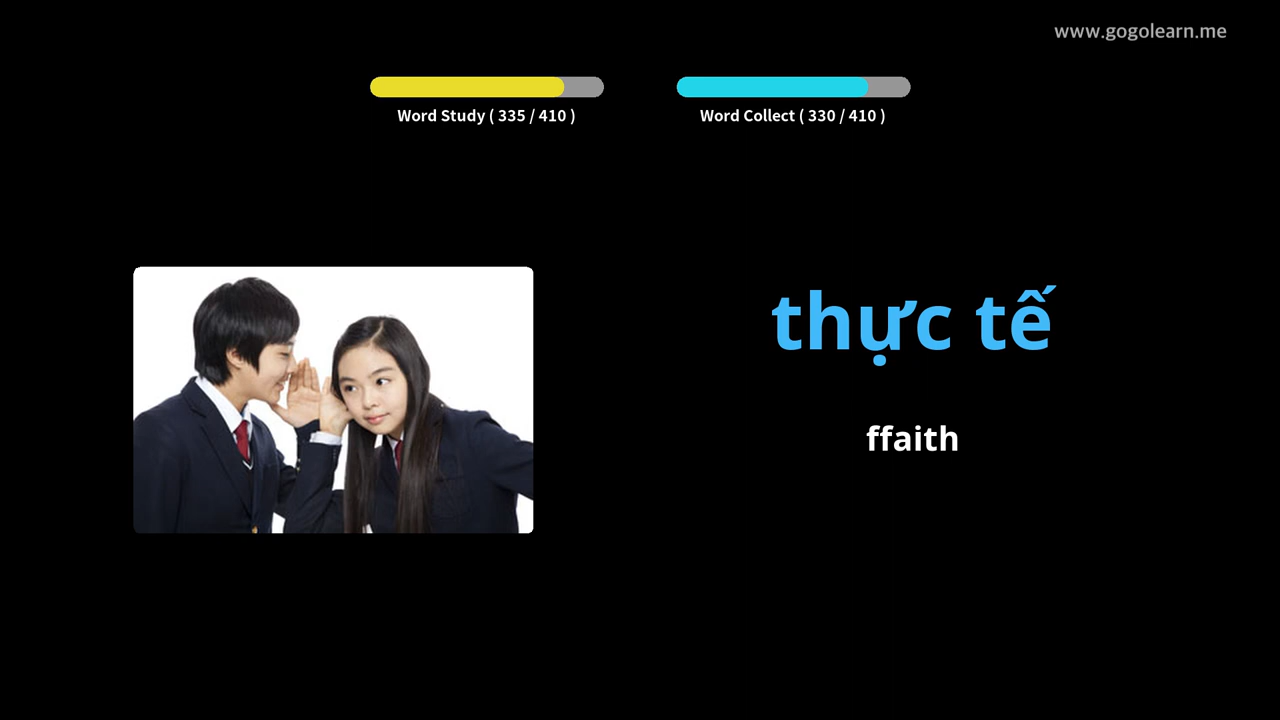 www.gogolearn.me
Word Study ( 335 / 410 )
Word Collect ( 330 / 410 )
thực tế
ffaith